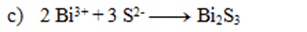 c) 2 Bi³⁺ + 3 S²⁻ ⟶ Bi₂S₃